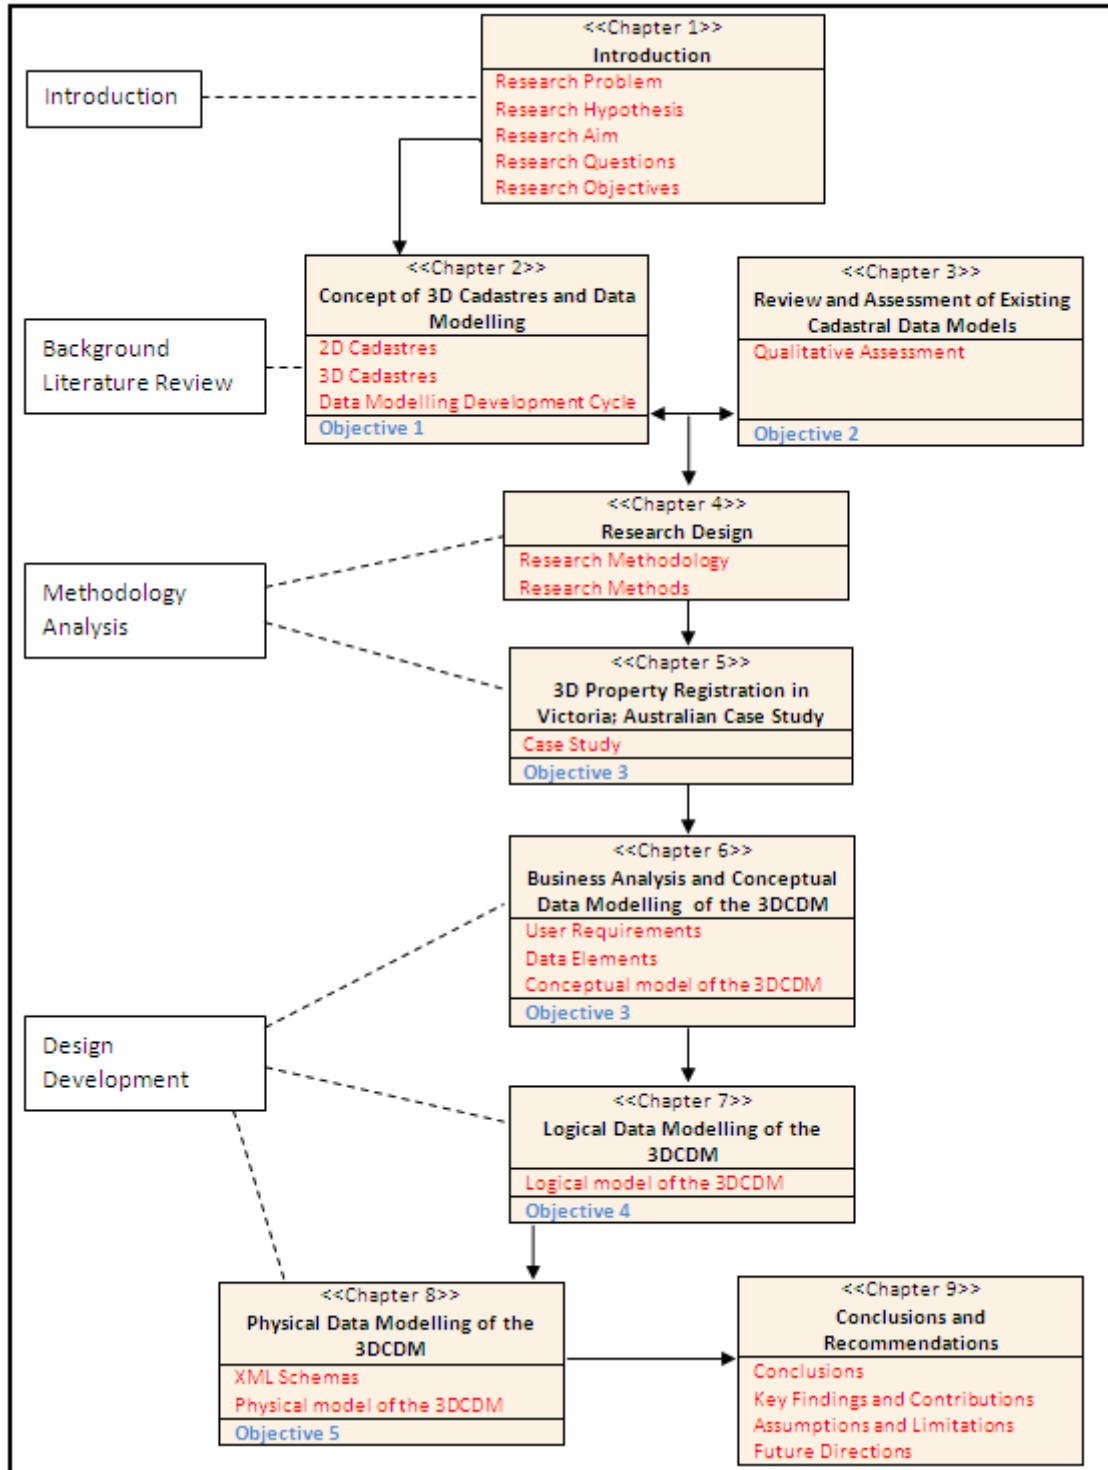 <<Chapter 1>>
Introduction
Research Problem
Research Hypothesis
Research Aim
Research Questions
Research Objectives
Introduction
<<Chapter 2>>
Concept of 3D Cadastres and Data
Modelling
2D Cadastres
3D Cadastres
Data Modelling Development Cycle
Objective 1
<<Chapter 3>>
Review and Assessment of Existing
Cadastral Data Models
Qualitative Assessment
Objective 2
Background
Literature Review
<<Chapter 4>>
Research Design
Research Methodology
Research Methods
Methodology
Analysis
<<Chapter 5>>
3D Property Registration in
Victoria; Australian Case Study
Case Study
Objective 3
<<Chapter 6>>
Business Analysis and Conceptual
Data Modelling of the 3DCDM
User Requirements
Data Elements
Conceptual model of the 3DCDM
Objective 3
Design
Development
<<Chapter 7>>
Logical Data Modelling of the
3DCDM
Logical model of the 3DCDM
Objective 4
<<Chapter 8>>
Physical Data Modelling of the
3DCDM
XML Schemas
Physical model of the 3DCDM
Objective 5
<<Chapter 9>>
Conclusions and
Recommendations
Conclusions
Key Findings and Contributions
Assumptions and Limitations
Future Directions